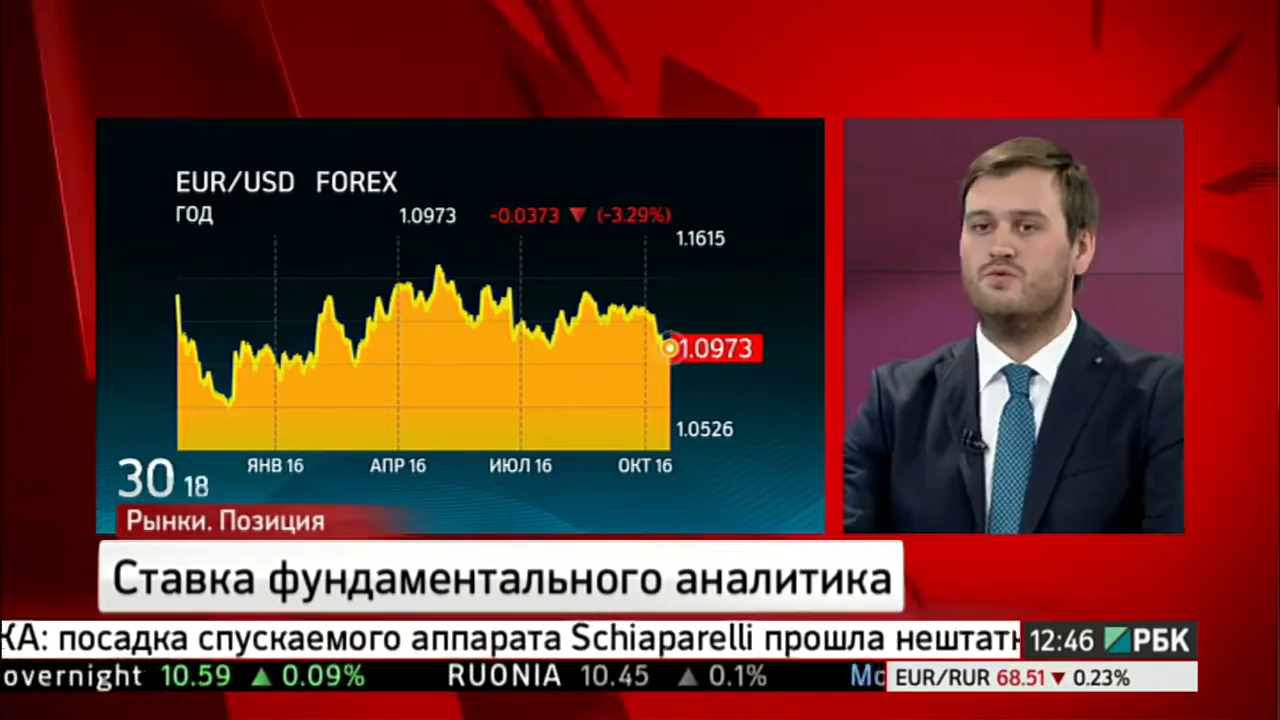 EUR/USD FOREX
ГОД 1.0973 -0.0373 ▼ (-3.29%)
1.1615
1.0973
1.0526
ЯНВ 16 АПР 16 ИЮЛ 16 ОКТ 16
30 18
Рынки. Позиция
Ставка фундаментального аналитика
КА: посадка спускаемого аппарата Schiaparelli прошла нештатн
12:46 РБК
overnight 10.59 ▲ 0.09% RUONIA 10.45 ▲ 0.1% Mo
EUR/RUR 68.51 ▼ 0.23%